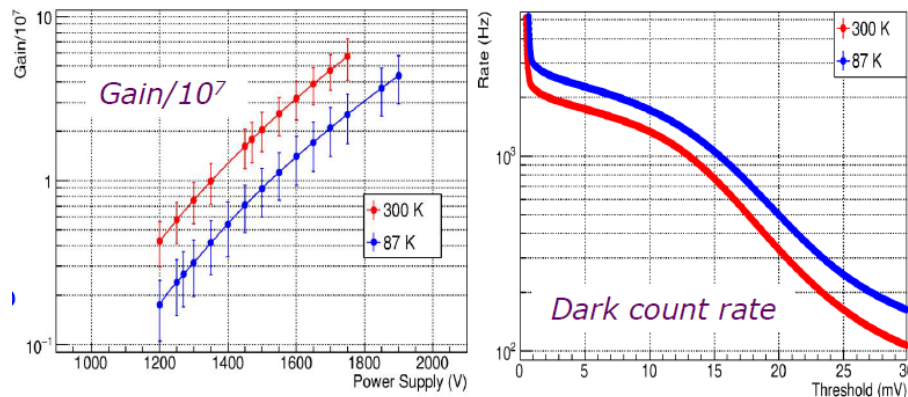 Gain/10⁷
10
1
10⁻¹
Gain/10⁷
300 K
87 K
1000 1200 1400 1600 1800 2000
Power Supply (V)
Rate (Hz)
10³
10²
300 K
87 K
Dark count rate
0 5 10 15 20 25 30
Threshold (mV)